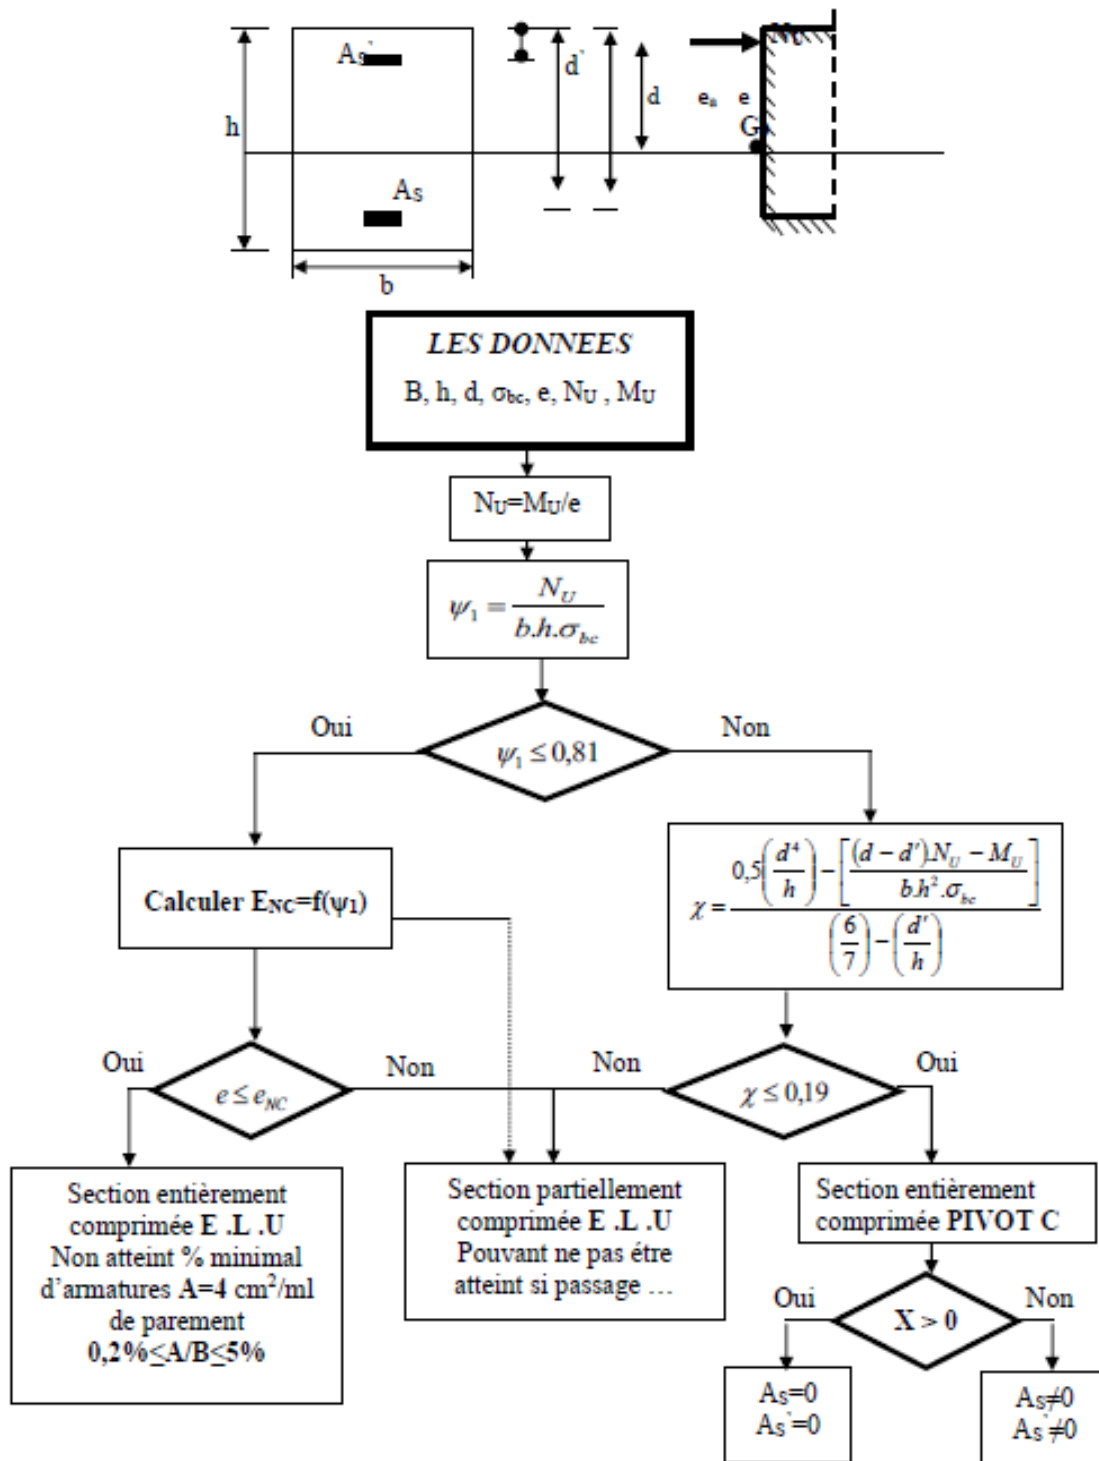 As`
d`
Nu
h
d
eₐ e
G
As
b
LES DONNEES
B, h, d, σbc, e, NU , MU
NU=MU/e
ψ₁ = NU / b.h.σbc
Oui
Non
ψ₁ ≤ 0,81
Calculer ENC=f(ψ₁)
χ = (0,5(d⁴/h) − [((d − d').NU − MU) / b.h².σbc]) / ((6/7) − (d'/h))
Oui
Non
Non
Oui
e ≤ eNC
χ ≤ 0,19
Section entièrement
comprimée E .L .U
Non atteint % minimal
d'armatures A=4 cm²/ml
de parement
0,2%≤A/B≤5%
Section partiellement
comprimée E .L .U
Pouvant ne pas étre
atteint si passage …
Section entièrement
comprimée PIVOT C
Oui
Non
X > 0
AS=0
AS`=0
AS≠0
AS`≠0